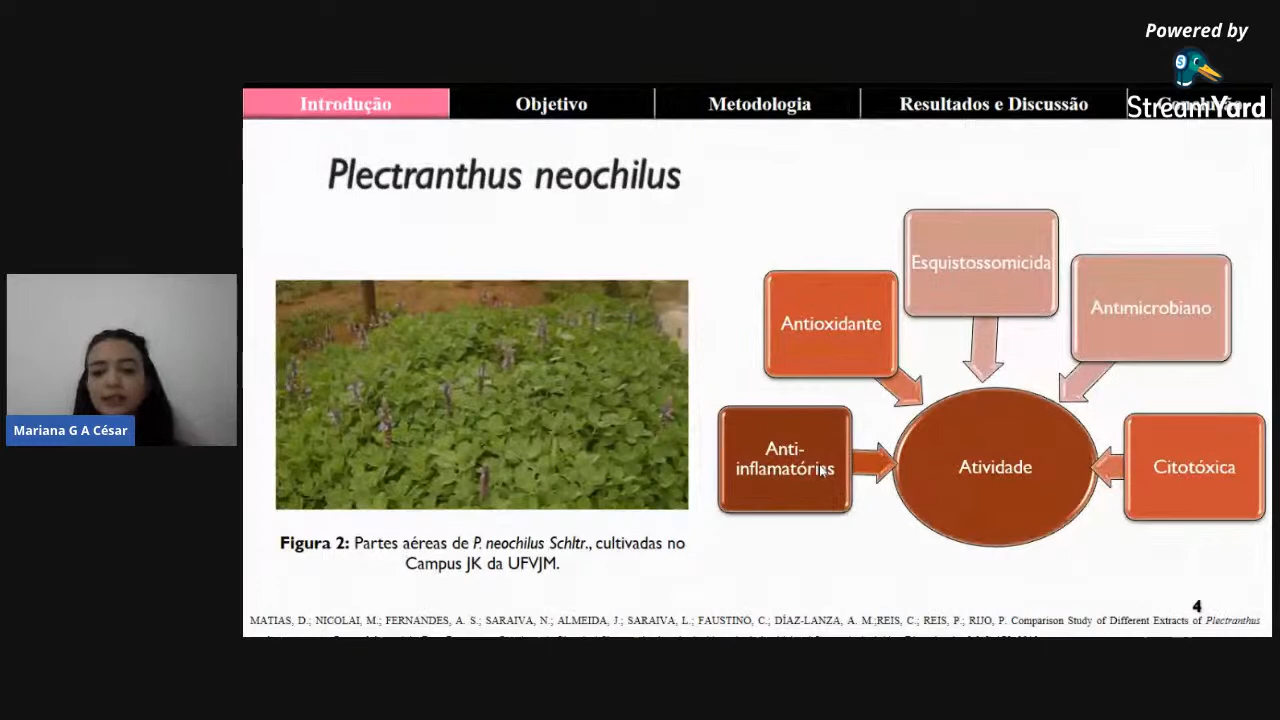 Powered by
StreamYard
Introdução
Objetivo
Metodologia
Resultados e Discussão
Plectranthus neochilus
Esquistossomicida
Antioxidante
Antimicrobiano
Anti-
inflamatórias
Atividade
Citotóxica
Mariana G A César
Figura 2: Partes aéreas de P. neochilus Schltr., cultivadas no
Campus JK da UFVJM.
4
MATIAS, D.; NICOLAI, M.; FERNANDES, A. S.; SARAIVA, N.; ALMEIDA, J.; SARAIVA, L.; FAUSTINO, C.; DÍAZ-LANZA, A. M.;REIS, C.; REIS, P.; RIJO, P. Comparison Study of Different Extracts of Plectranthus